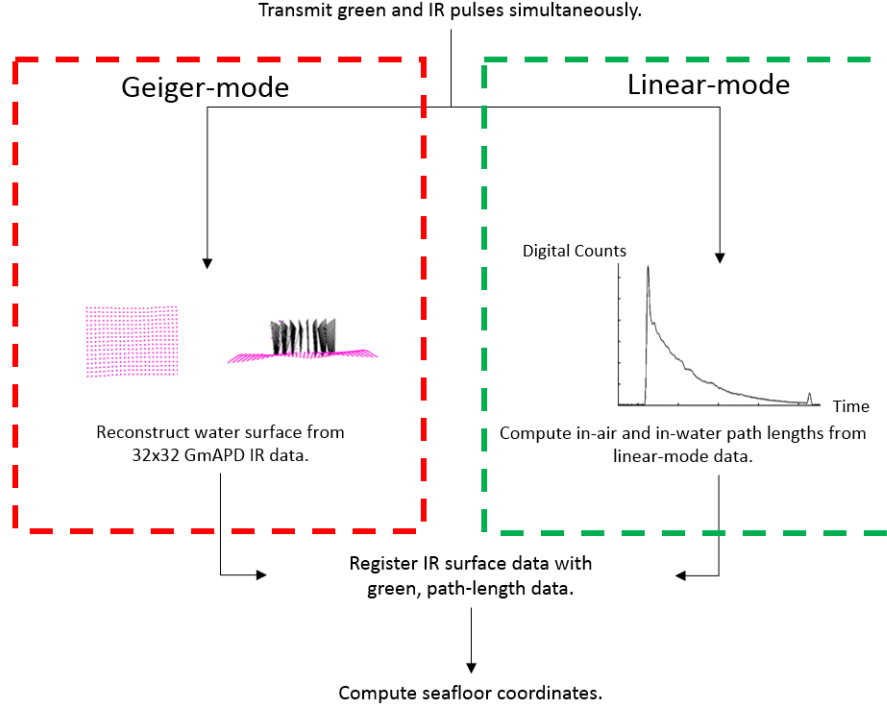 Transmit green and IR pulses simultaneously.
Geiger-mode
Linear-mode
Digital Counts
Time
Reconstruct water surface from
32x32 GmAPD IR data.
Compute in-air and in-water path lengths from
linear-mode data.
Register IR surface data with
green, path-length data.
Compute seafloor coordinates.